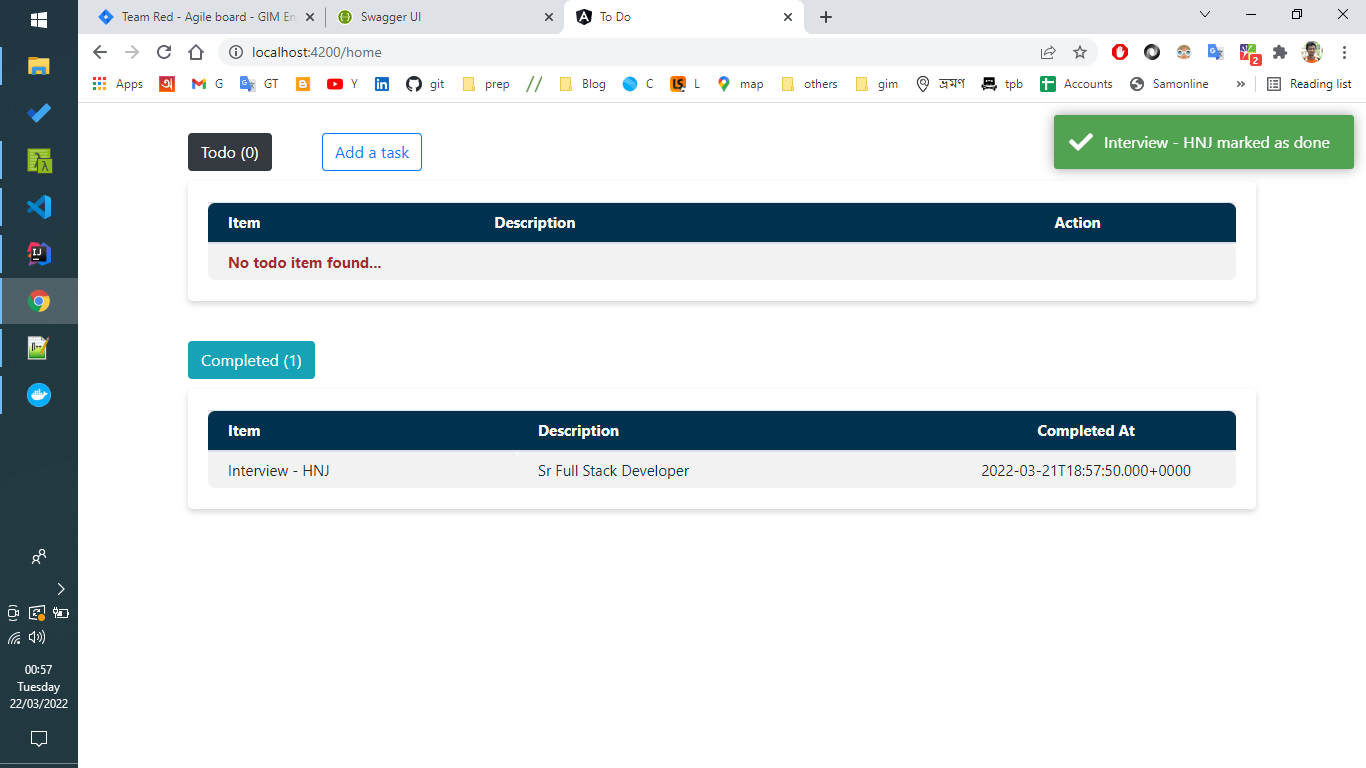 Team Red - Agile board - GIM En
Swagger UI
To Do
localhost:4200/home
2
Apps
অ
G
GT
Y
git
prep
//
Blog
C
LS
L
map
others
gim
ভ্রমণ
tpb
Accounts
Samonline
»
Reading list
Todo (0)
Add a task
Interview - HNJ marked as done
Item Description Action
No todo item found...
Completed (1)
Item Description Completed At
Interview - HNJ Sr Full Stack Developer 2022-03-21T18:57:50.000+0000
00:57
Tuesday
22/03/2022